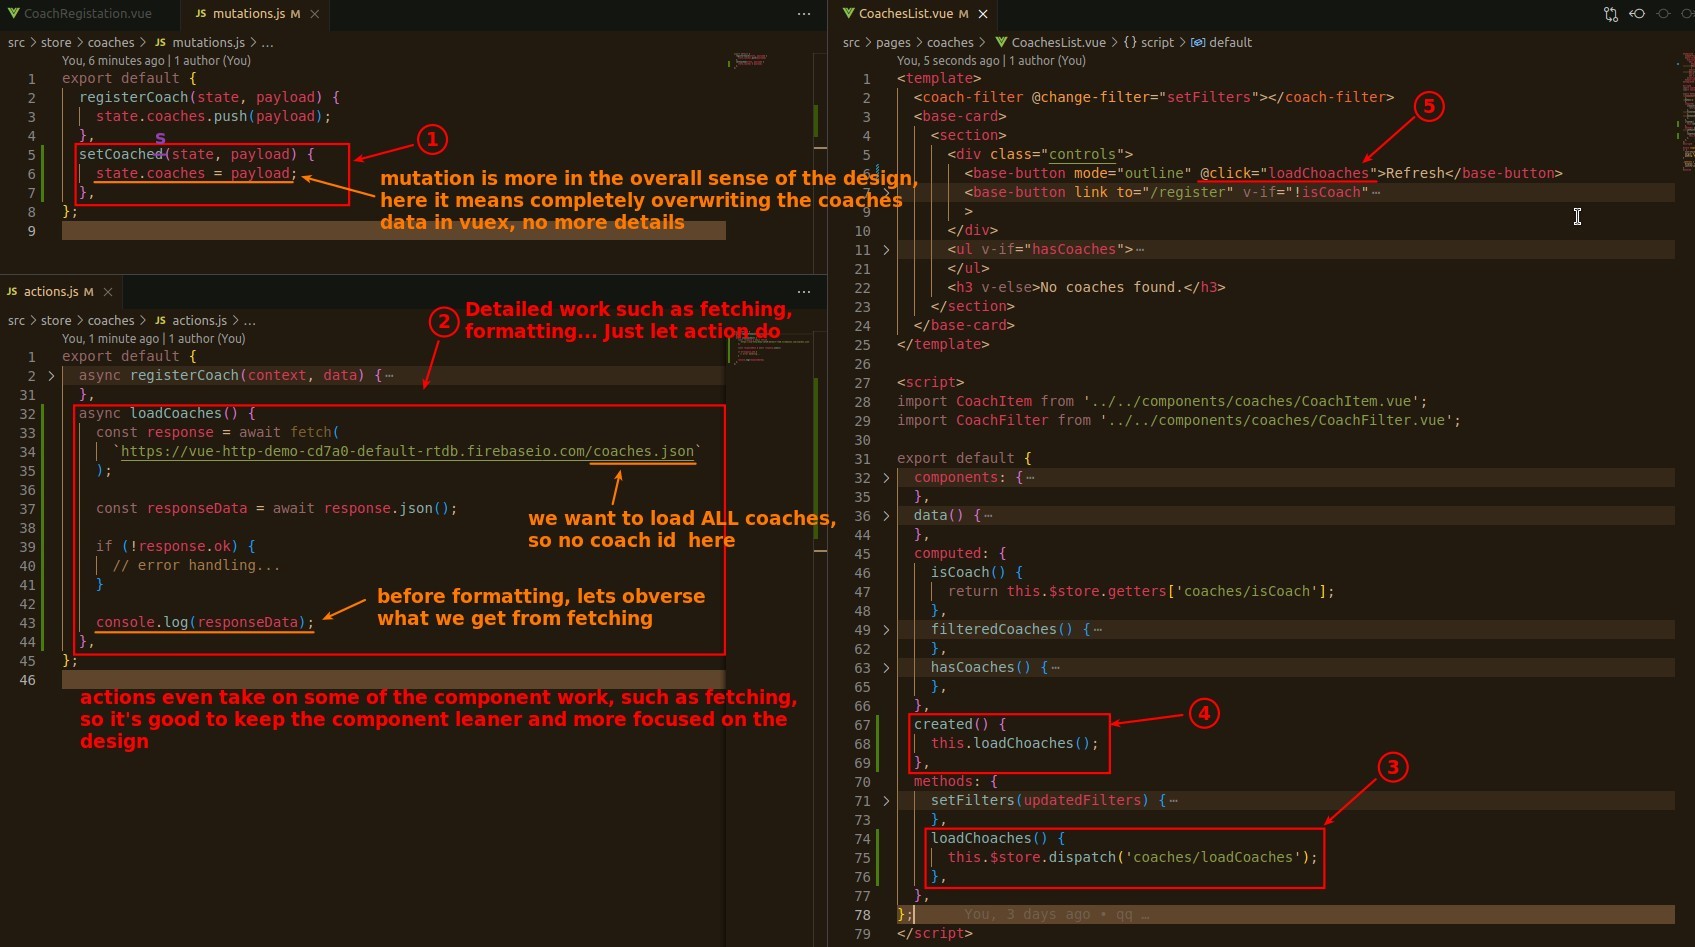 CoachRegistation.vue
JS mutations.js M
src > store > coaches > JS mutations.js > ...
You, 6 minutes ago | 1 author (You)
1 export default {
2 registerCoach(state, payload) {
3 state.coaches.push(payload);
4 },
s
5 setCoached(state, payload) {
6 state.coaches = payload;
7 },
8 };
9
1
mutation is more in the overall sense of the design,
here it means completely overwriting the coaches
data in vuex, no more details
JS actions.js M
src > store > coaches > JS actions.js > ...
You, 1 minute ago | 1 author (You)
1 export default {
2 > async registerCoach(context, data) {…
31 },
32 async loadCoaches() {
33 const response = await fetch(
34 `https://vue-http-demo-cd7a0-default-rtdb.firebaseio.com/coaches.json`
35 );
36
37 const responseData = await response.json();
38
39 if (!response.ok) {
40 // error handling...
41 }
42
43 console.log(responseData);
44 },
45 };
46
2 Detailed work such as fetching,
formatting... Just let action do
we want to load ALL coaches,
so no coach id here
before formatting, lets obverse
what we get from fetching
actions even take on some of the component work, such as fetching,
so it's good to keep the component leaner and more focused on the
design
CoachesList.vue M
src > pages > coaches > CoachesList.vue > {} script > default
You, 5 seconds ago | 1 author (You)
1 <template>
2 <coach-filter @change-filter="setFilters"></coach-filter>
3 <base-card>
4 <section>
5 <div class="controls">
<base-button mode="outline" @click="loadChoaches">Refresh</base-button>
<base-button link to="/register" v-if="!isCoach"…
9 >
10 </div>
11 > <ul v-if="hasCoaches">…
21 </ul>
22 <h3 v-else>No coaches found.</h3>
23 </section>
24 </base-card>
25 </template>
26
27 <script>
28 import CoachItem from '../../components/coaches/CoachItem.vue';
29 import CoachFilter from '../../components/coaches/CoachFilter.vue';
30
31 export default {
32 > components: {…
35 },
36 > data() {…
44 },
45 computed: {
46 isCoach() {
47 return this.$store.getters['coaches/isCoach'];
48 },
49 > filteredCoaches() {…
62 },
63 > hasCoaches() {…
65 },
66 },
67 created() {
68 this.loadChoaches();
69 },
70 methods: {
71 > setFilters(updatedFilters) {…
73 },
74 loadChoaches() {
75 this.$store.dispatch('coaches/loadCoaches');
76 },
77 },
78 }; You, 3 days ago • qq …
79 </script>
5
4
3